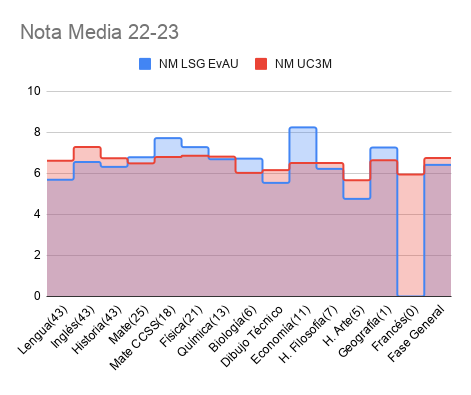 Nota Media 22-23
NM LSG EvAU
NM UC3M
10
8
6
4
2
0
Lengua(43)
Inglés(43)
Historia(43)
Mate(25)
Mate CCSS(18)
Física(21)
Química(13)
Biología(6)
Dibujo Técnico
Economía(11)
H. Filosofía(7)
H. Arte(5)
Geografía(1)
Francés(0)
Fase General